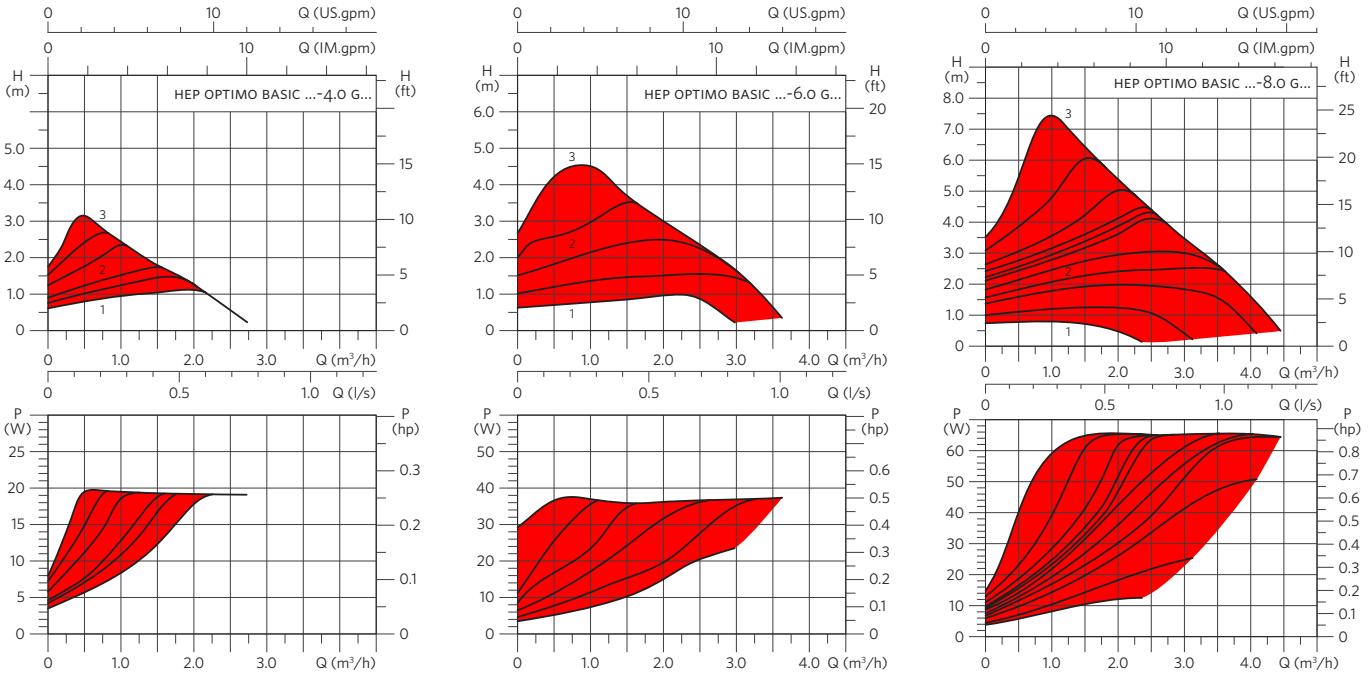 0 10 Q (US.gpm)
0 10 Q (IM.gpm)
H (m) H (ft)
HEP OPTIMO BASIC ...-4.0 G...
5.0 15
4.0
3.0 3 10
2.0 2 5
1.0 1
0 0
0 1.0 2.0 3.0 Q (m³/h)
0 0.5 1.0 Q (l/s)
P (W) P (hp)
25
20 0.3
15 0.2
10 0.1
5
0 0
0 1.0 2.0 3.0 Q (m³/h)
0 10 Q (US.gpm)
0 10 Q (IM.gpm)
H (m) H (ft)
HEP OPTIMO BASIC ...-6.0 G...
6.0 20
5.0 15
4.0 3
3.0 10
2.0 2 5
1.0 1
0 0
0 1.0 2.0 3.0 4.0 Q (m³/h)
0 0.5 1.0 Q (l/s)
P (W) P (hp)
50 0.6
40 0.5
30 0.4
20 0.3
10 0.2
0.1
0 0
0 1.0 2.0 3.0 4.0 Q (m³/h)
0 10 Q (US.gpm)
0 10 Q (IM.gpm)
H (m) H (ft)
HEP OPTIMO BASIC ...-8.0 G...
8.0 25
7.0 3
6.0 20
5.0 15
4.0
3.0 10
2.0 2 5
1.0 1
0 0
0 1.0 2.0 3.0 4.0 Q (m³/h)
0 0.5 1.0 Q (l/s)
P (W) P (hp)
60 0.8
50 0.7
40 0.6
0.5
30 0.4
20 0.3
0.2
10 0.1
0 0
0 1.0 2.0 3.0 4.0 Q (m³/h)